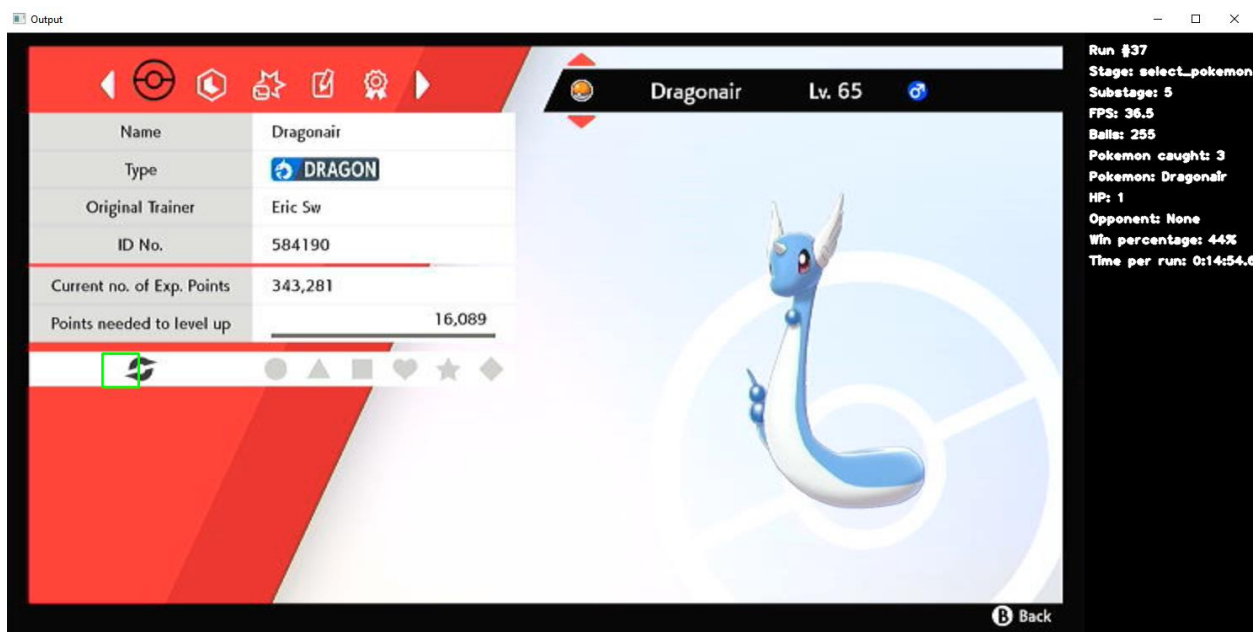 Output
Dragonair Lv. 65 ♂
Name Dragonair
Type DRAGON
Original Trainer Eric Sw
ID No. 584190
Current no. of Exp. Points 343,281
Points needed to level up 16,089
B Back
Run #37
Stage: select_pokemon
Substage: 5
FPS: 36.5
Balls: 255
Pokemon caught: 3
Pokemon: Dragonair
HP: 1
Opponent: None
Win percentage: 44%
Time per run: 0:14:54.6